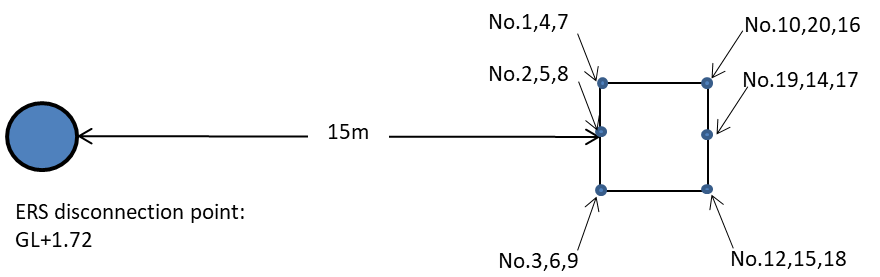 No.1,4,7
No.10,20,16
No.2,5,8
No.19,14,17
15m
ERS disconnection point:
GL+1.72
No.3,6,9
No.12,15,18